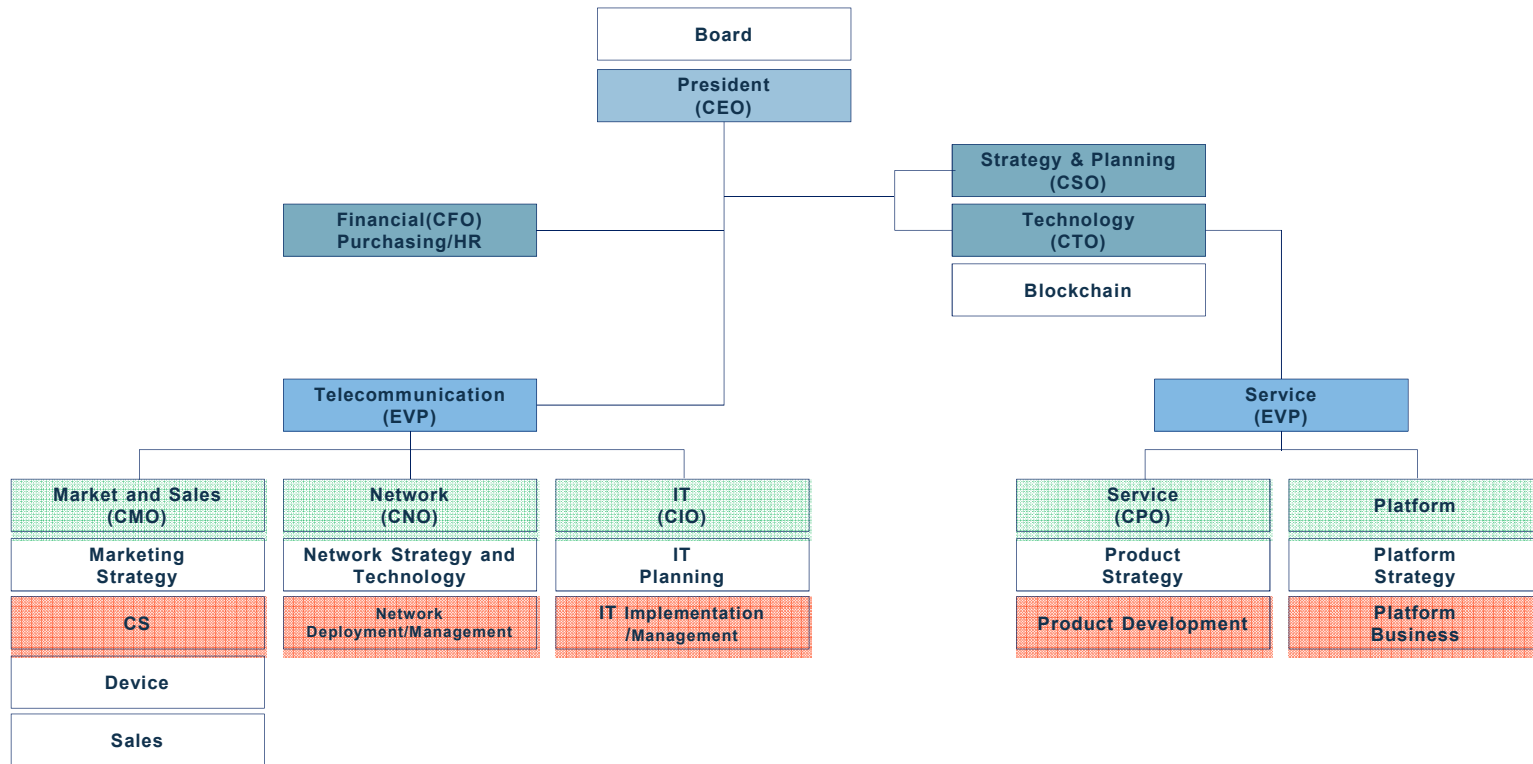 Board
President
(CEO)
Strategy & Planning
(CSO)
Financial(CFO)
Purchasing/HR
Technology
(CTO)
Blockchain
Telecommunication
(EVP)
Service
(EVP)
Market and Sales
(CMO)
Network
(CNO)
IT
(CIO)
Service
(CPO)
Platform
Marketing
Strategy
Network Strategy and
Technology
IT
Planning
Product
Strategy
Platform
Strategy
CS
Network
Deployment/Management
IT Implementation
/Management
Product Development
Platform
Business
Device
Sales